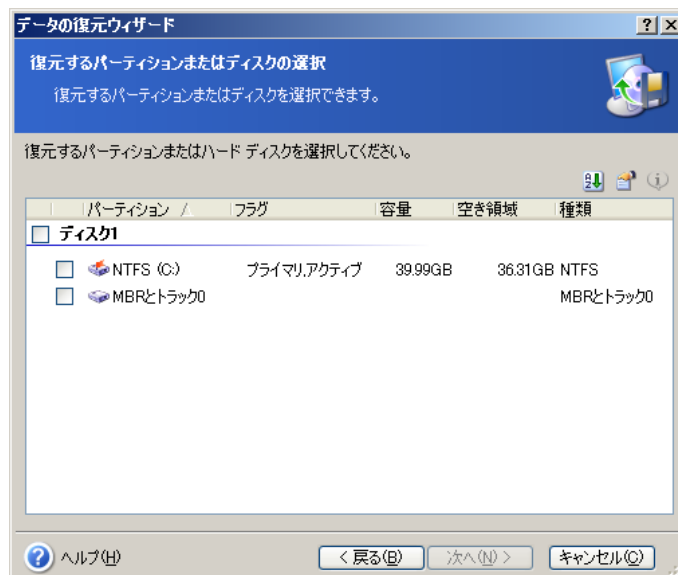 データの復元ウィザード
復元するパーティションまたはディスクの選択
復元するパーティションまたはディスクを選択できます。
復元するパーティションまたはハード ディスクを選択してください。
パーティション フラグ 容量 空き領域 種類
ディスク1
NTFS (C:) プライマリ,アクティブ 39.99GB 36.31GB NTFS
MBRとトラック0 MBRとトラック0
ヘルプ(H) < 戻る(B) 次へ(N) > キャンセル(C)